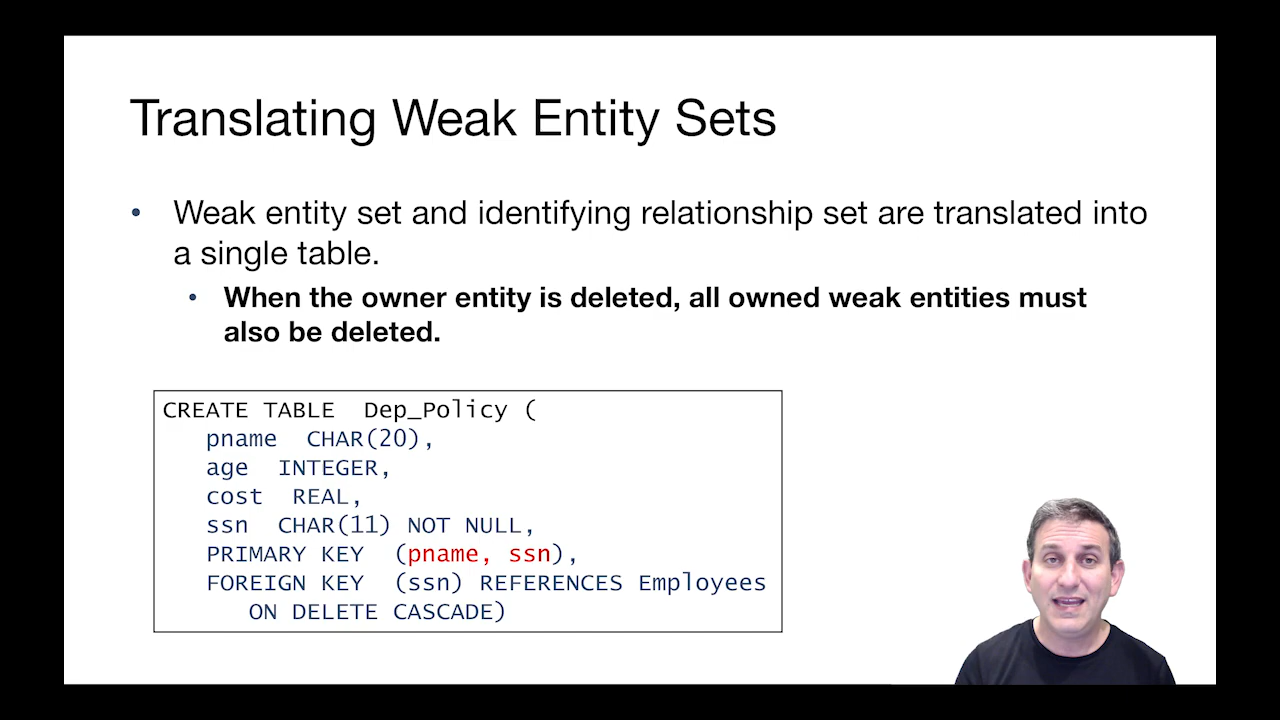 Translating Weak Entity Sets
• Weak entity set and identifying relationship set are translated into
a single table.
• When the owner entity is deleted, all owned weak entities must
also be deleted.
CREATE TABLE  Dep_Policy (
   pname  CHAR(20),
   age  INTEGER,
   cost  REAL,
   ssn  CHAR(11) NOT NULL,
   PRIMARY KEY  (pname, ssn),
   FOREIGN KEY  (ssn) REFERENCES Employees
      ON DELETE CASCADE)